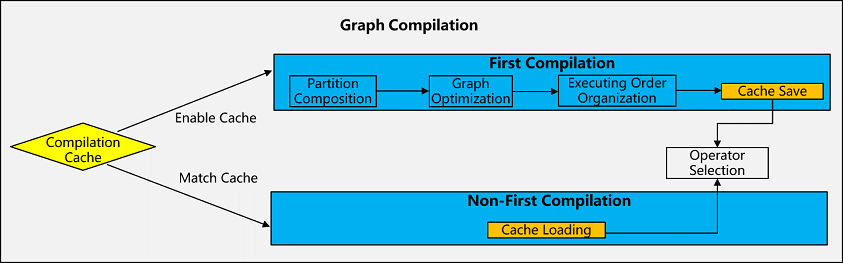 Graph Compilation
First Compilation
Partition
Composition
Graph
Optimization
Executing Order
Organization
Cache Save
Enable Cache
Compilation
Cache
Operator
Selection
Match Cache
Non-First Compilation
Cache Loading